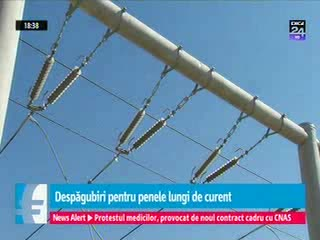 18:38
DIGI
24
HD
Despăgubiri pentru penele lungi de curent
News Alert ▶ Protestul medicilor, provocat de noul contract cadru cu CNAS